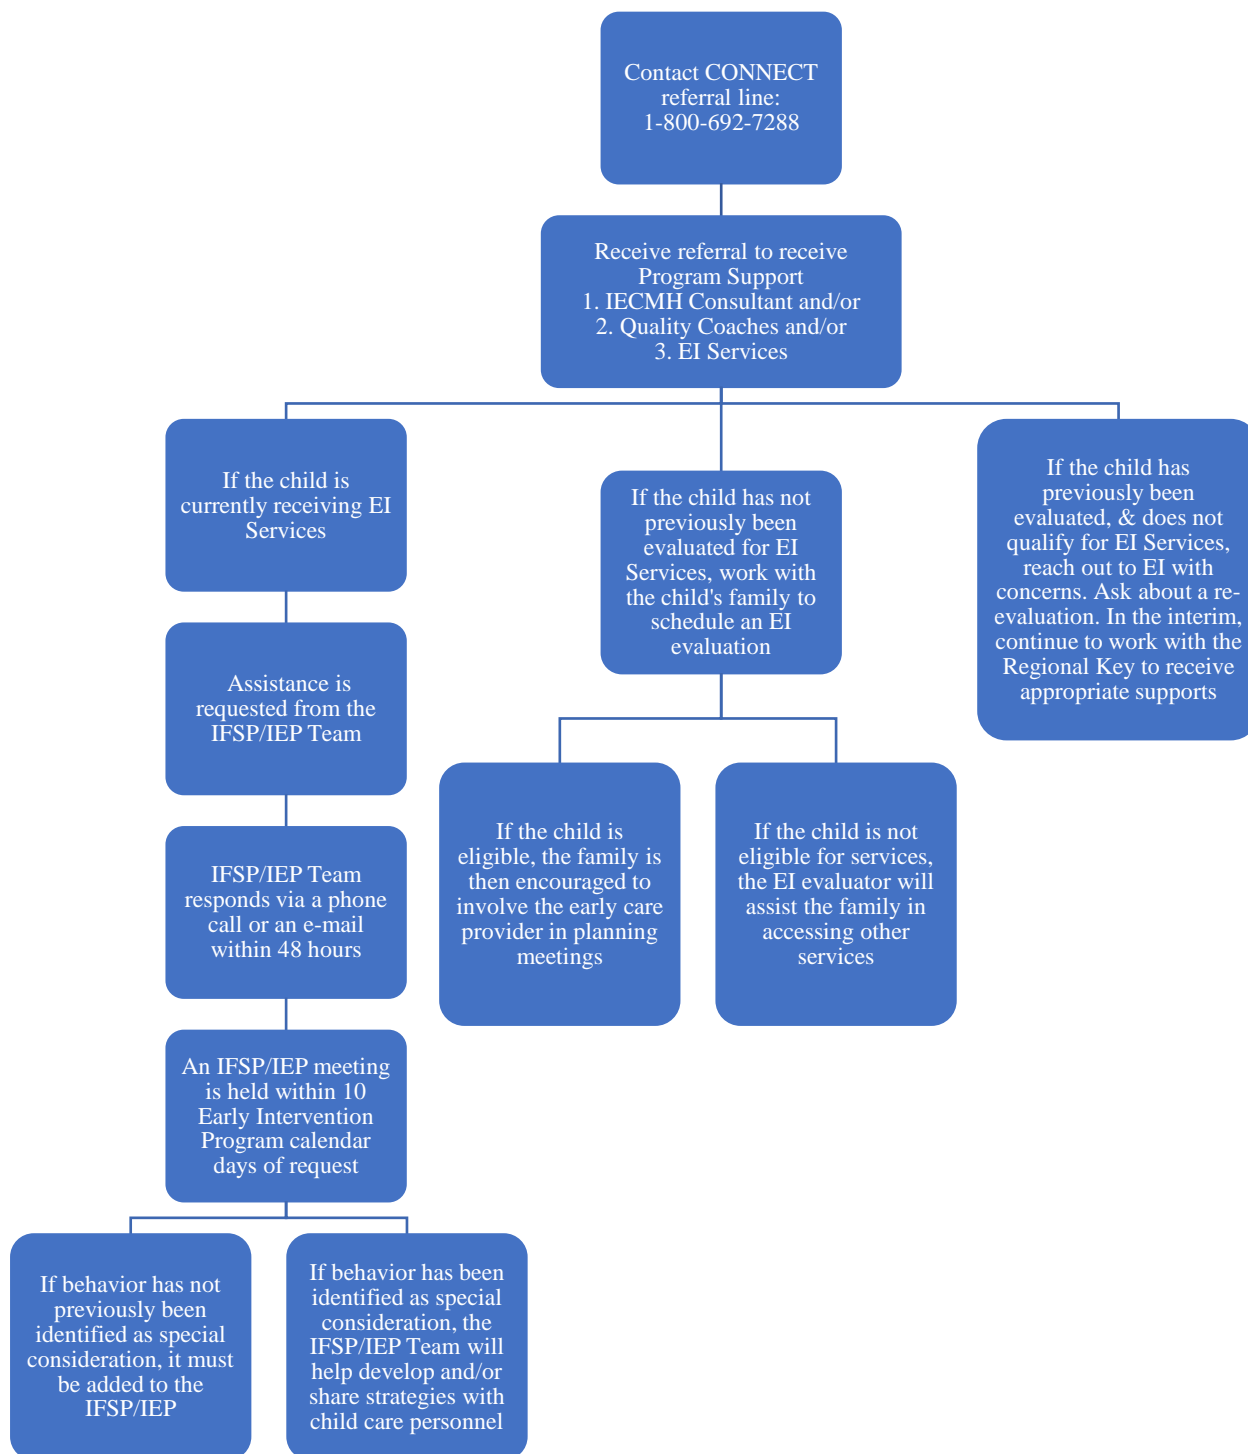 Contact CONNECT
referral line:
1-800-692-7288
Receive referral to receive
Program Support
1. IECMH Consultant and/or
2. Quality Coaches and/or
3. EI Services
If the child is
currently receiving EI
Services
Assistance is
requested from the
IFSP/IEP Team
IFSP/IEP Team
responds via a phone
call or an e-mail
within 48 hours
An IFSP/IEP meeting
is held within 10
Early Intervention
Program calendar
days of request
If behavior has not
previously been
identified as special
consideration, it must
be added to the
IFSP/IEP
If behavior has been
identified as special
consideration, the
IFSP/IEP Team will
help develop and/or
share strategies with
child care personnel
If the child has not
previously been
evaluated for EI
Services, work with
the child's family to
schedule an EI
evaluation
If the child is
eligible, the family is
then encouraged to
involve the early care
provider in planning
meetings
If the child is not
eligible for services,
the EI evaluator will
assist the family in
accessing other
services
If the child has
previously been
evaluated, & does not
qualify for EI Services,
reach out to EI with
concerns. Ask about a re-
evaluation. In the interim,
continue to work with the
Regional Key to receive
appropriate supports